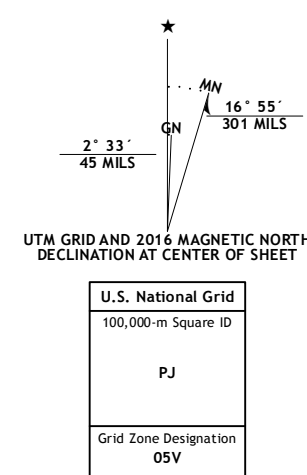 ★
MN
GN
16° 55´
301 MILS
2° 33´
45 MILS
UTM GRID AND 2016 MAGNETIC NORTH
DECLINATION AT CENTER OF SHEET
U.S. National Grid
100,000-m Square ID
PJ
Grid Zone Designation
05V